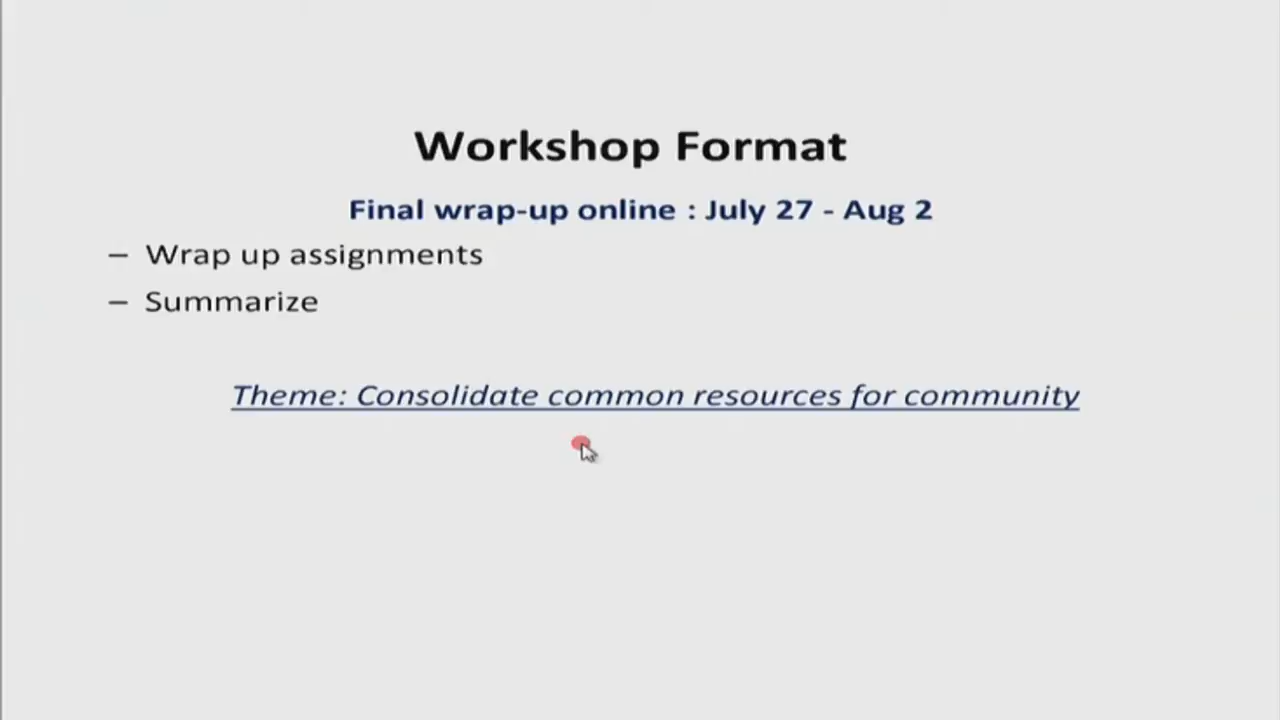 Workshop Format
Final wrap-up online : July 27 - Aug 2
– Wrap up assignments
– Summarize
Theme: Consolidate common resources for community